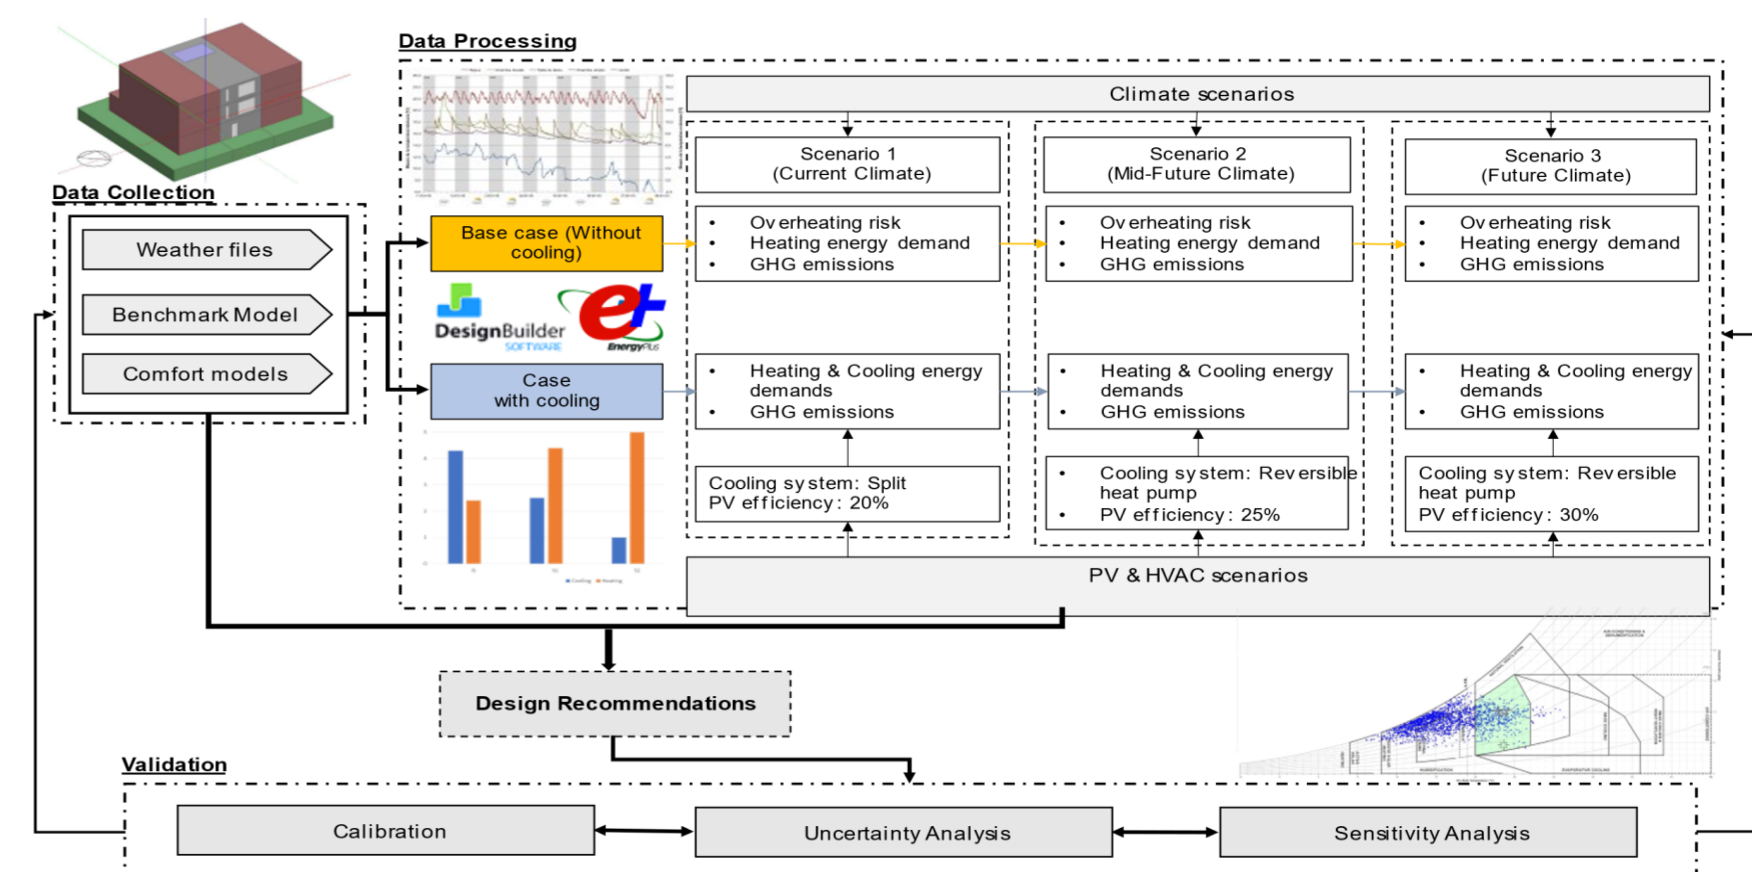 Data Processing
Climate scenarios
Scenario 1
(Current Climate)
Scenario 2
(Mid-Future Climate)
Scenario 3
(Future Climate)
Data Collection
Weather files
Benchmark Model
Comfort models
Base case (Without
cooling)
• Overheating risk
• Heating energy demand
• GHG emissions
• Overheating risk
• Heating energy demand
• GHG emissions
• Overheating risk
• Heating energy demand
• GHG emissions
DesignBuilder
SOFTWARE
e+
EnergyPlus
Case
with cooling
• Heating & Cooling energy
demands
• GHG emissions
• Heating & Cooling energy
demands
• GHG emissions
• Heating & Cooling energy
demands
• GHG emissions
Cooling system: Split
PV efficiency: 20%
• Cooling system: Reversible
heat pump
• PV efficiency: 25%
Cooling system: Reversible
heat pump
PV efficiency: 30%
Cooling Heating
PV & HVAC scenarios
Design Recommendations
Validation
Calibration
Uncertainty Analysis
Sensitivity Analysis